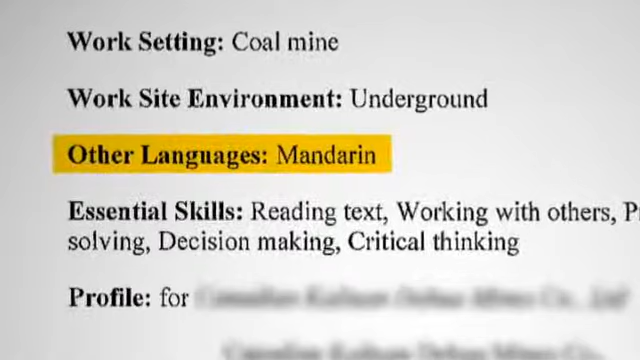 Work Setting: Coal mine
Work Site Environment: Underground
Other Languages: Mandarin
Essential Skills: Reading text, Working with others,
solving, Decision making, Critical thinking
Profile: for